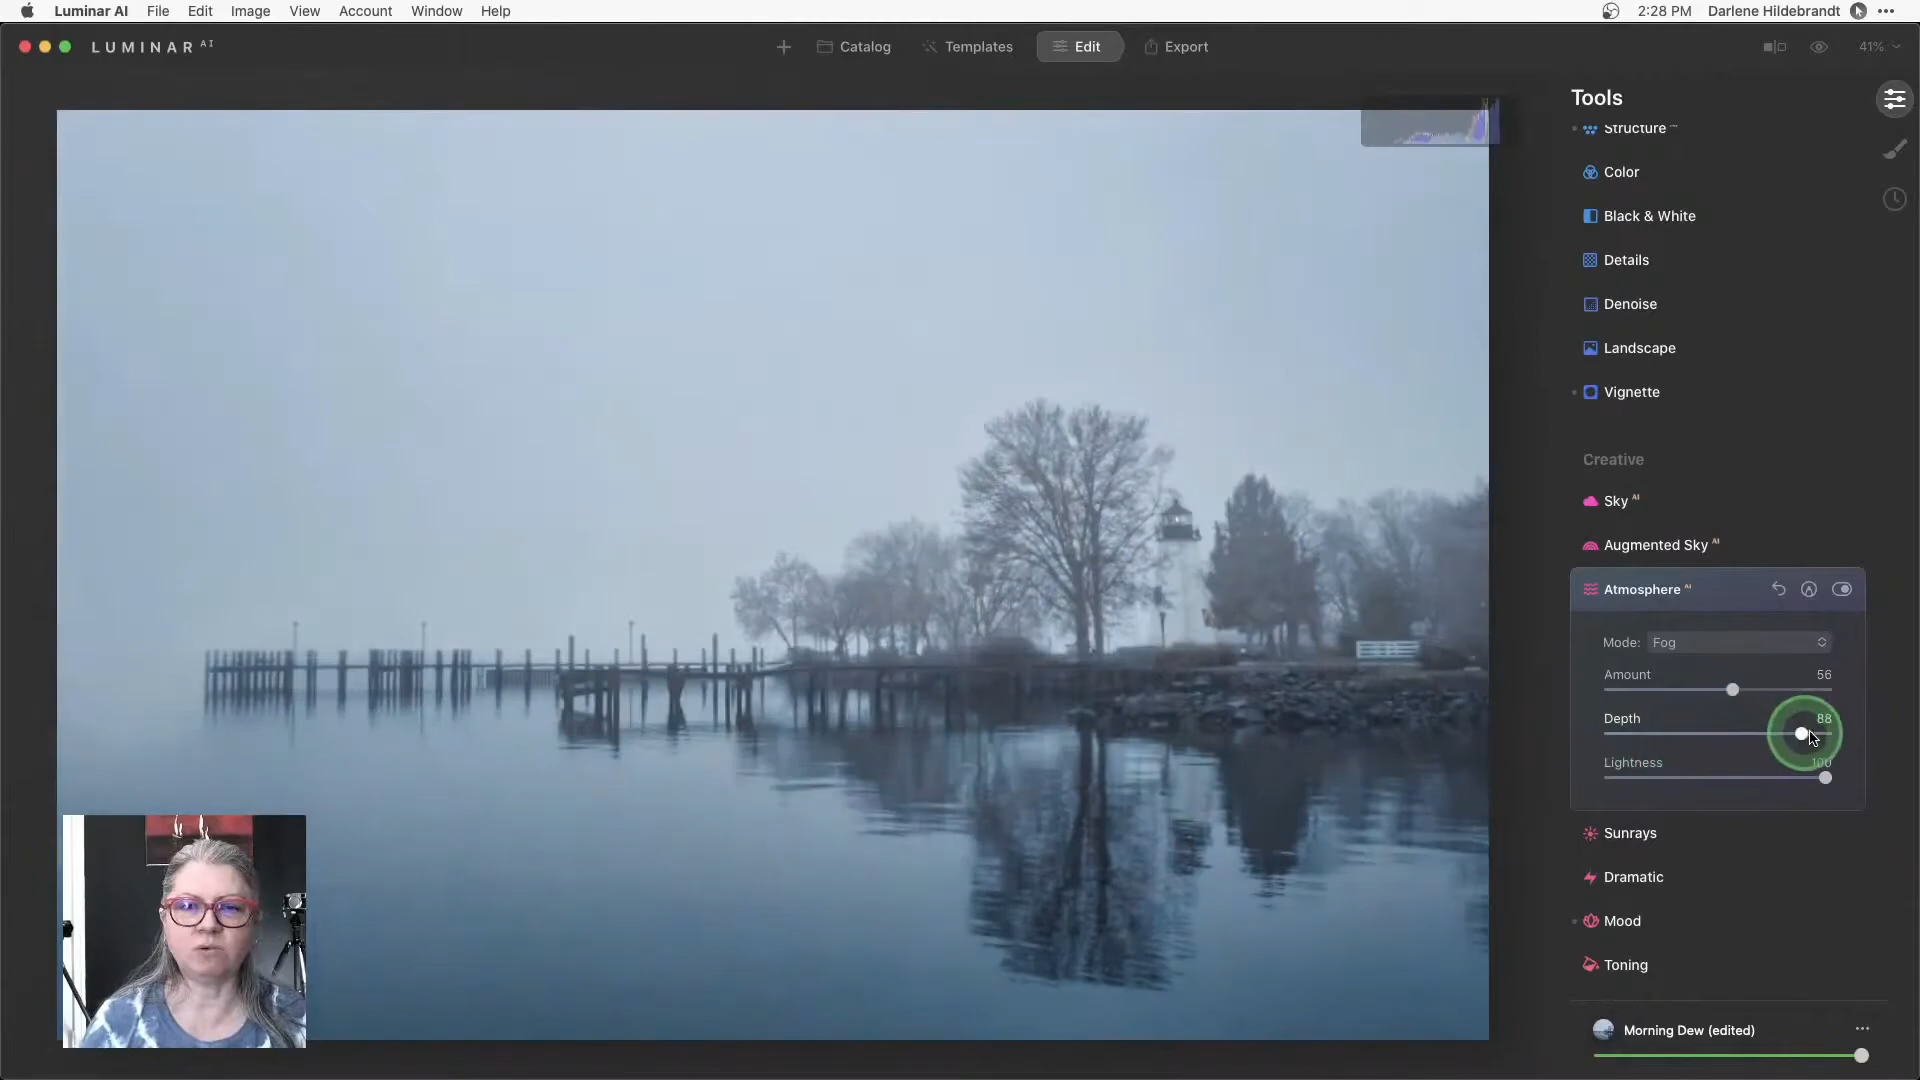 Luminar AI File Edit Image View Account Window Help 2:28 PM Darlene Hildebrandt
LUMINAR AI Catalog Templates Edit Export 41%
Tools
Structure AI
Color
Black & White
Details
Denoise
Landscape
Vignette
Creative
Sky AI
Augmented Sky AI
Atmosphere AI
Mode: Fog
Amount 56
Depth 88
Lightness 100
Sunrays
Dramatic
Mood
Toning
Morning Dew (edited)